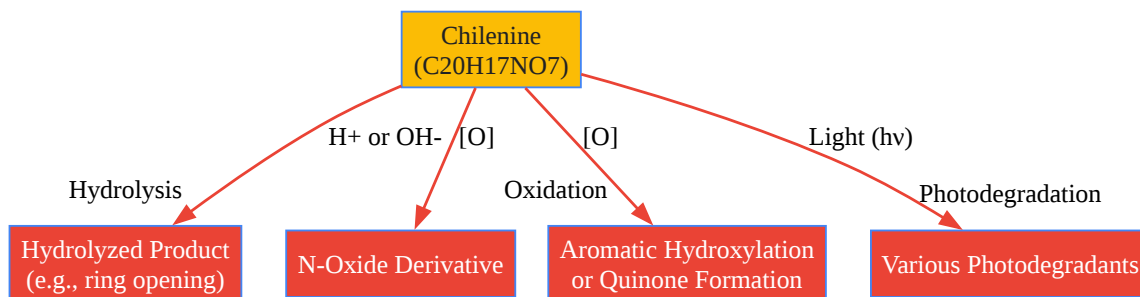 Chilenine
(C20H17NO7)
H+ or OH-
[O]
[O]
Light (hν)
Hydrolysis
Oxidation
Photodegradation
Hydrolyzed Product
(e.g., ring opening)
N-Oxide Derivative
Aromatic Hydroxylation
or Quinone Formation
Various Photodegradants